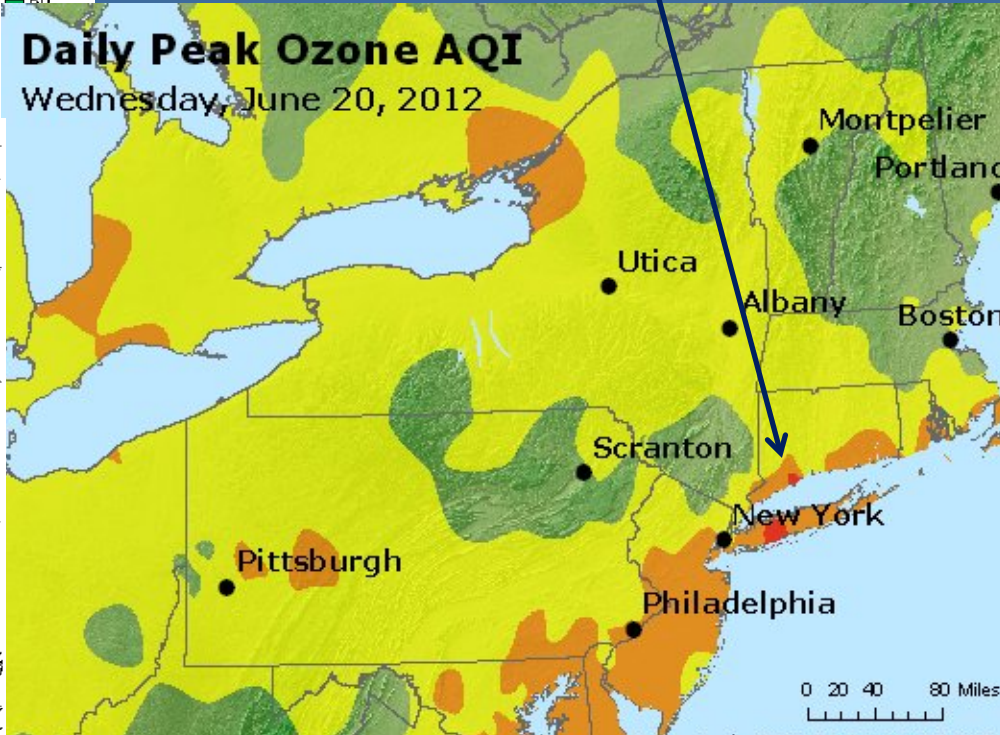 Daily Peak Ozone AQI
Wednesday, June 20, 2012
Montpelier
Utica
Albany
Boston
Scranton
New York
Pittsburgh
Philadelphia
0 20 40 80 Miles